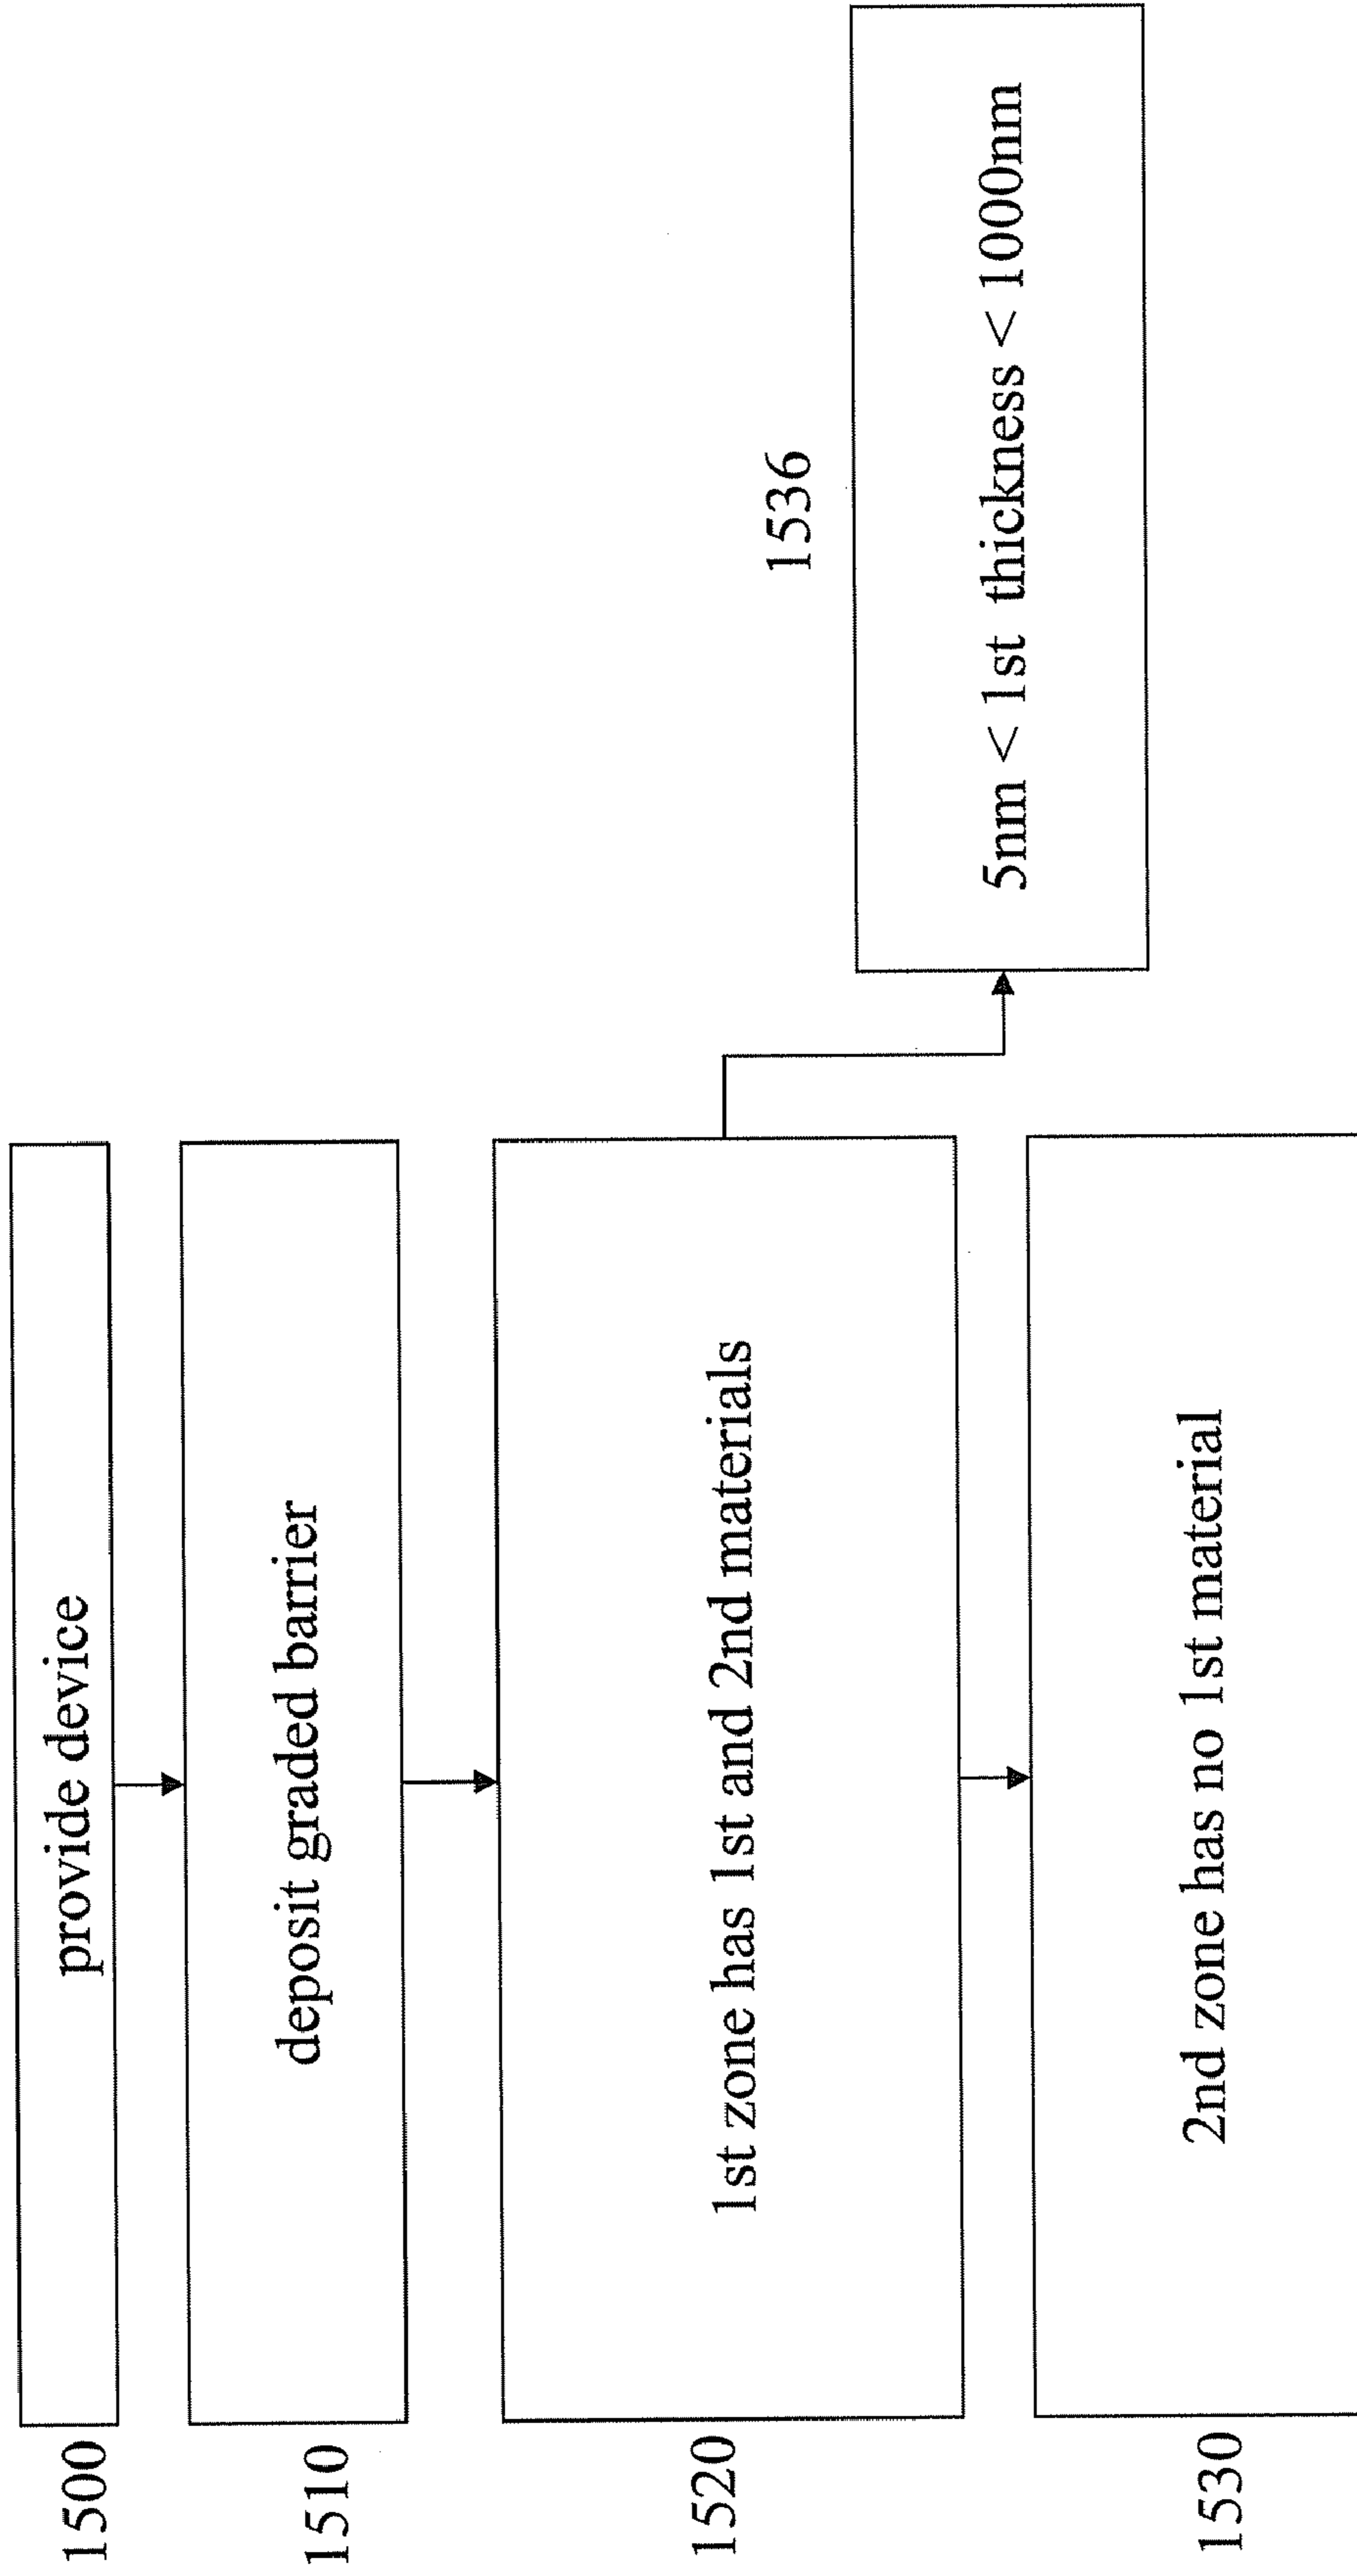 1500
provide device
1510
deposit graded barrier
1520
1st zone has 1st and 2nd materials
1536
5nm < 1st thickness < 1000nm
1530
2nd zone has no 1st material